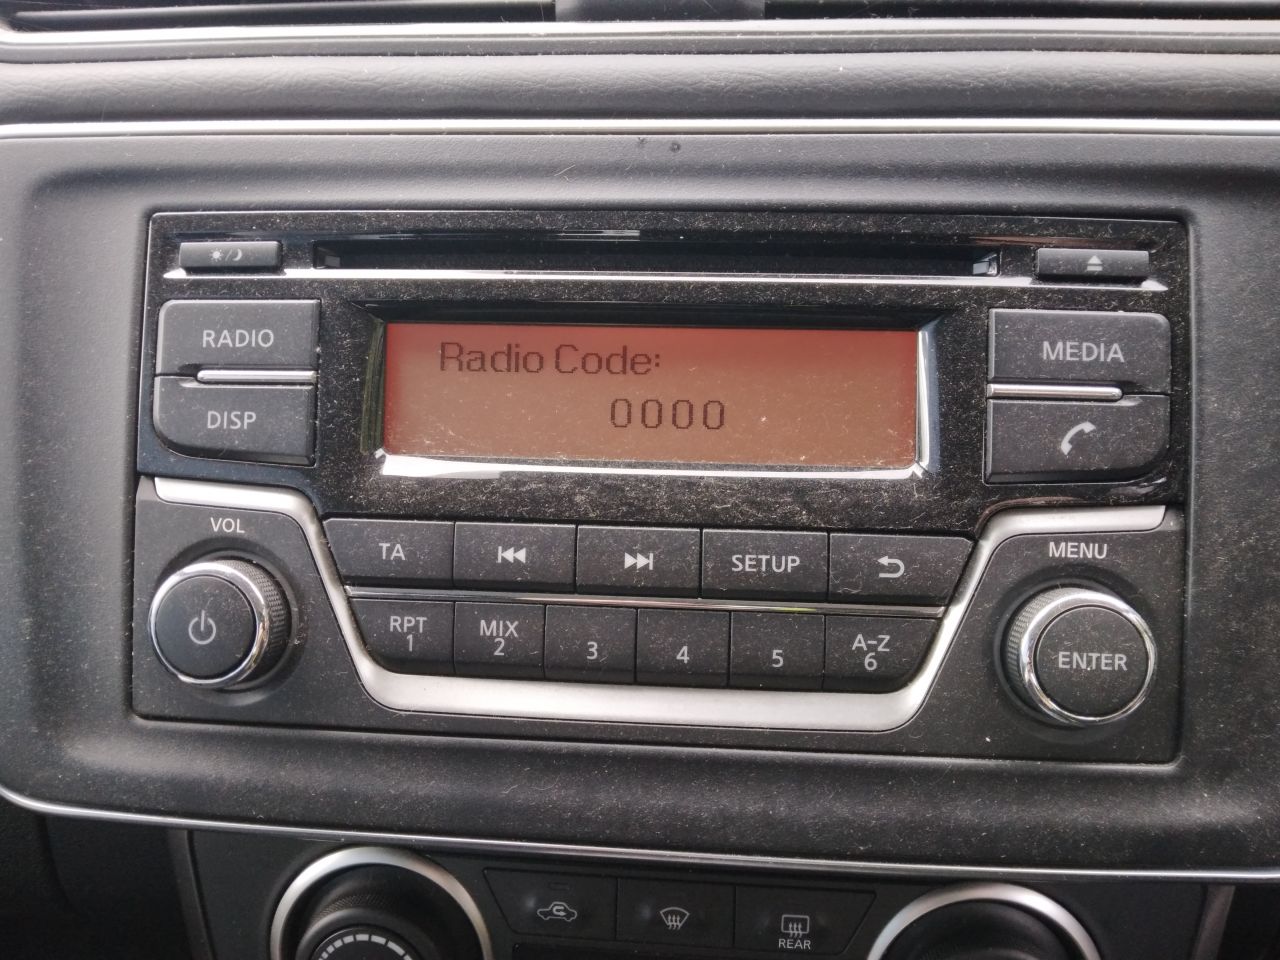 RADIO
DISP
Radio Code:
0000
MEDIA
VOL
TA
SETUP
MENU
RPT
1
MIX
2
3
4
5
A-Z
6
ENTER
REAR